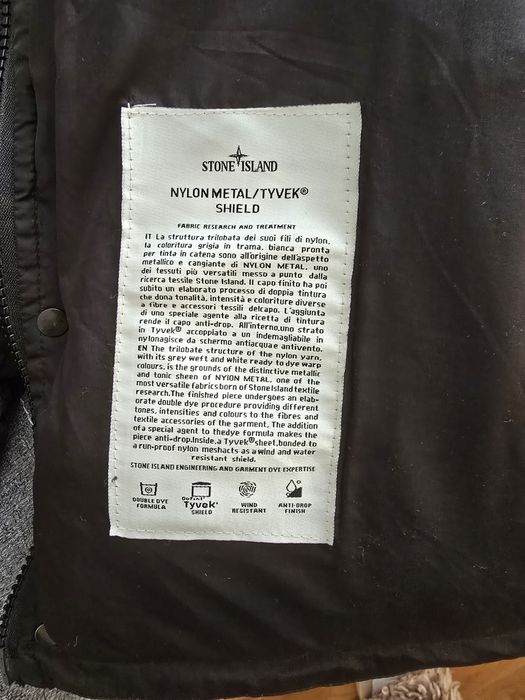 STONE ISLAND
NYLON METAL/TYVEK®
SHIELD
FABRIC RESEARCH AND TREATMENT
IT La struttura trilobata dei suoi fili di nylon,
la coloritura grigia in trama, bianca pronta
per tinta in catena sono all'origine dell'aspetto
metallico e cangiante di NYLON METAL, uno
dei tessuti più versatili messo a punto dalla
ricerca tessile Stone Island. Il capo finito ha poi
subito un elaborato processo di doppia tintura
che dona tonalità, intensità e coloriture diverse
a fibre e accessori tessili delcapo. L'aggiunta
di uno speciale agente alla ricetta di tintura
rende il capo anti-drop. All'interno,uno strato
in Tyvek® accoppiato a un indemagliabile in
nylonagisce da schermo antiacqua e antivento.
EN The trilobate structure of the nylon yarn,
with its grey weft and white ready to dye warp
colours, is the grounds of the distinctive metallic
and tonic sheen of NYLON METAL, one of the
most versatile fabrics born of Stone Island textile
research.The finished piece undergoes an elab-
orate double dye procedure providing different
tones, intensities and colours to the fibres and
textile accessories of the garment. The addition
of a special agent to thedye formula makes the
piece anti-drop.Inside,a Tyvek®sheet,bonded to
a run-proof nylon meshacts as a wind and water
resistant shield.
STONE ISLAND ENGINEERING AND GARMENT DYE EXPERTISE
DOUBLE DYE
FORMULA
Tyvek®
SHIELD
WIND
RESISTANT
ANTI-DROP
FINISH